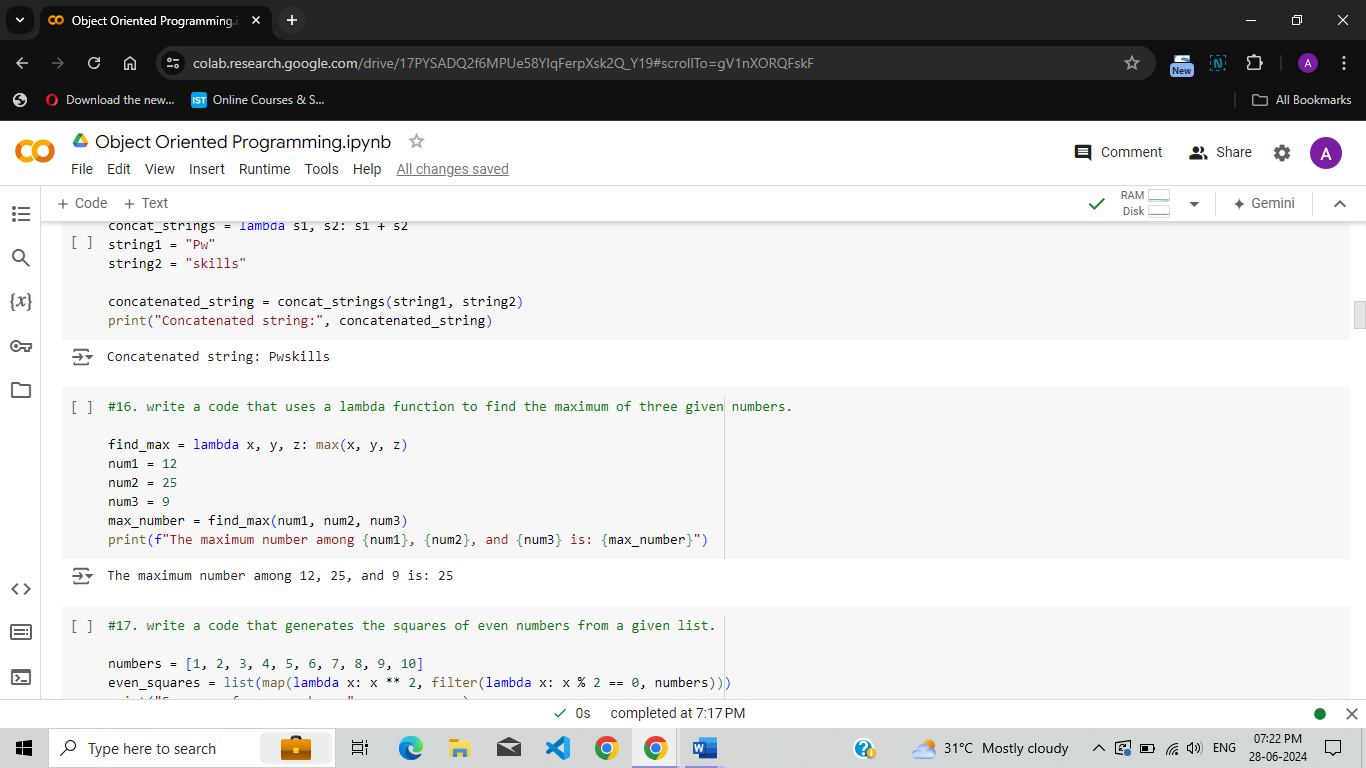 Object Oriented Programming.i
colab.research.google.com/drive/17PYSADQ2f6MPUe58YlqFerpXsk2Q_Y19#scrollTo=gV1nXORQFskF
New
A
Download the new...
IST Online Courses & S...
All Bookmarks
Object Oriented Programming.ipynb
Comment
Share
A
File Edit View Insert Runtime Tools Help All changes saved
+ Code + Text
RAM
Disk
Gemini
concat_strings = lambda s1, s2: s1 + s2
[ ] string1 = "Pw"
string2 = "skills"
concatenated_string = concat_strings(string1, string2)
print("Concatenated string:", concatenated_string)
Concatenated string: Pwskills
[ ] #16. write a code that uses a lambda function to find the maximum of three given numbers.
find_max = lambda x, y, z: max(x, y, z)
num1 = 12
num2 = 25
num3 = 9
max_number = find_max(num1, num2, num3)
print(f"The maximum number among {num1}, {num2}, and {num3} is: {max_number}")
The maximum number among 12, 25, and 9 is: 25
[ ] #17. write a code that generates the squares of even numbers from a given list.
numbers = [1, 2, 3, 4, 5, 6, 7, 8, 9, 10]
even_squares = list(map(lambda x: x ** 2, filter(lambda x: x % 2 == 0, numbers)))
0s completed at 7:17 PM
Type here to search
31°C Mostly cloudy
ENG
07:22 PM
28-06-2024